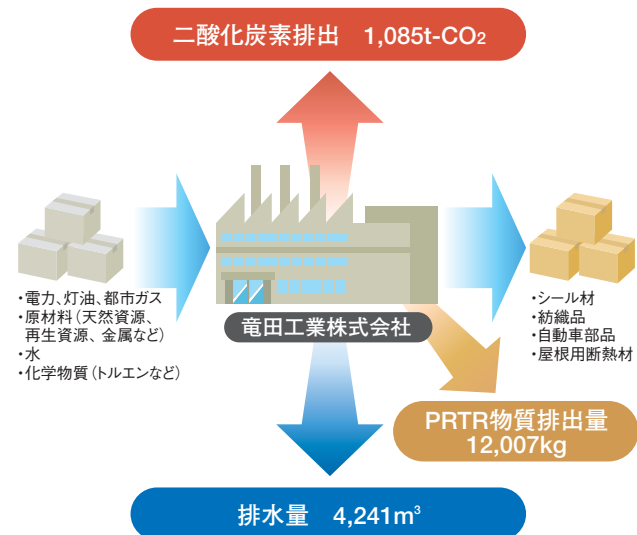 二酸化炭素排出 1,085t-CO₂
・電力、灯油、都市ガス
・原材料（天然資源、
再生資源、金属など）
・水
・化学物質（トルエンなど）
竜田工業株式会社
・シール材
・紡織品
・自動車部品
・屋根用断熱材
PRTR物質排出量
12,007kg
排水量 4,241m³